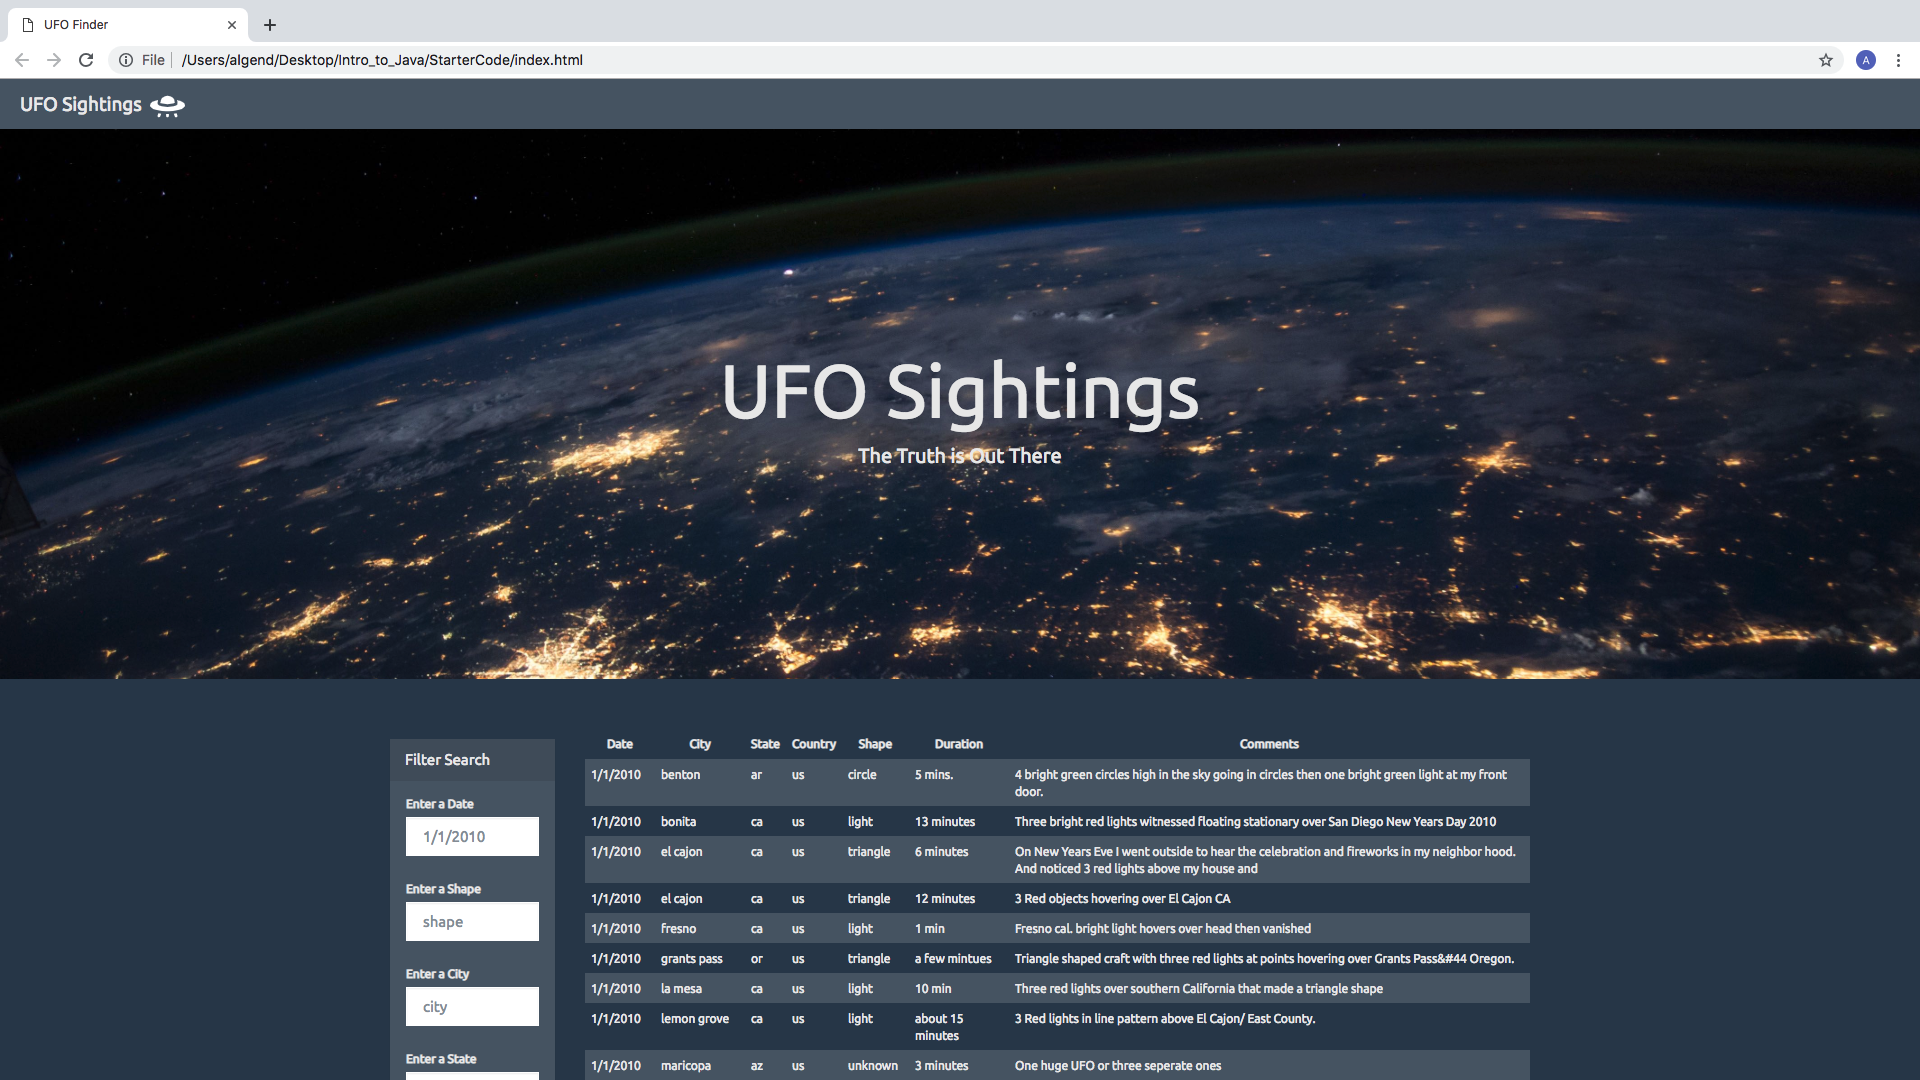 UFO Finder
File
/Users/algend/Desktop/Intro_to_Java/StarterCode/index.html
A
UFO Sightings
UFO Sightings
The Truth is Out There
Filter Search
Enter a Date
1/1/2010
Enter a Shape
shape
Enter a City
city
Enter a State
Date City State Country Shape Duration Comments
1/1/2010 benton ar us circle 5 mins. 4 bright green circles high in the sky going in circles then one bright green light at my front
door.
1/1/2010 bonita ca us light 13 minutes Three bright red lights witnessed floating stationary over San Diego New Years Day 2010
1/1/2010 el cajon ca us triangle 6 minutes On New Years Eve I went outside to hear the celebration and fireworks in my neighbor hood.
And noticed 3 red lights above my house and
1/1/2010 el cajon ca us triangle 12 minutes 3 Red objects hovering over El Cajon CA
1/1/2010 fresno ca us light 1 min Fresno cal. bright light hovers over head then vanished
1/1/2010 grants pass or us triangle a few mintues Triangle shaped craft with three red lights at points hovering over Grants Pass&#44 Oregon.
1/1/2010 la mesa ca us light 10 min Three red lights over southern California that made a triangle shape
1/1/2010 lemon grove ca us light about 15 3 Red lights in line pattern above El Cajon/ East County.
minutes
1/1/2010 maricopa az us unknown 3 minutes One huge UFO or three seperate ones